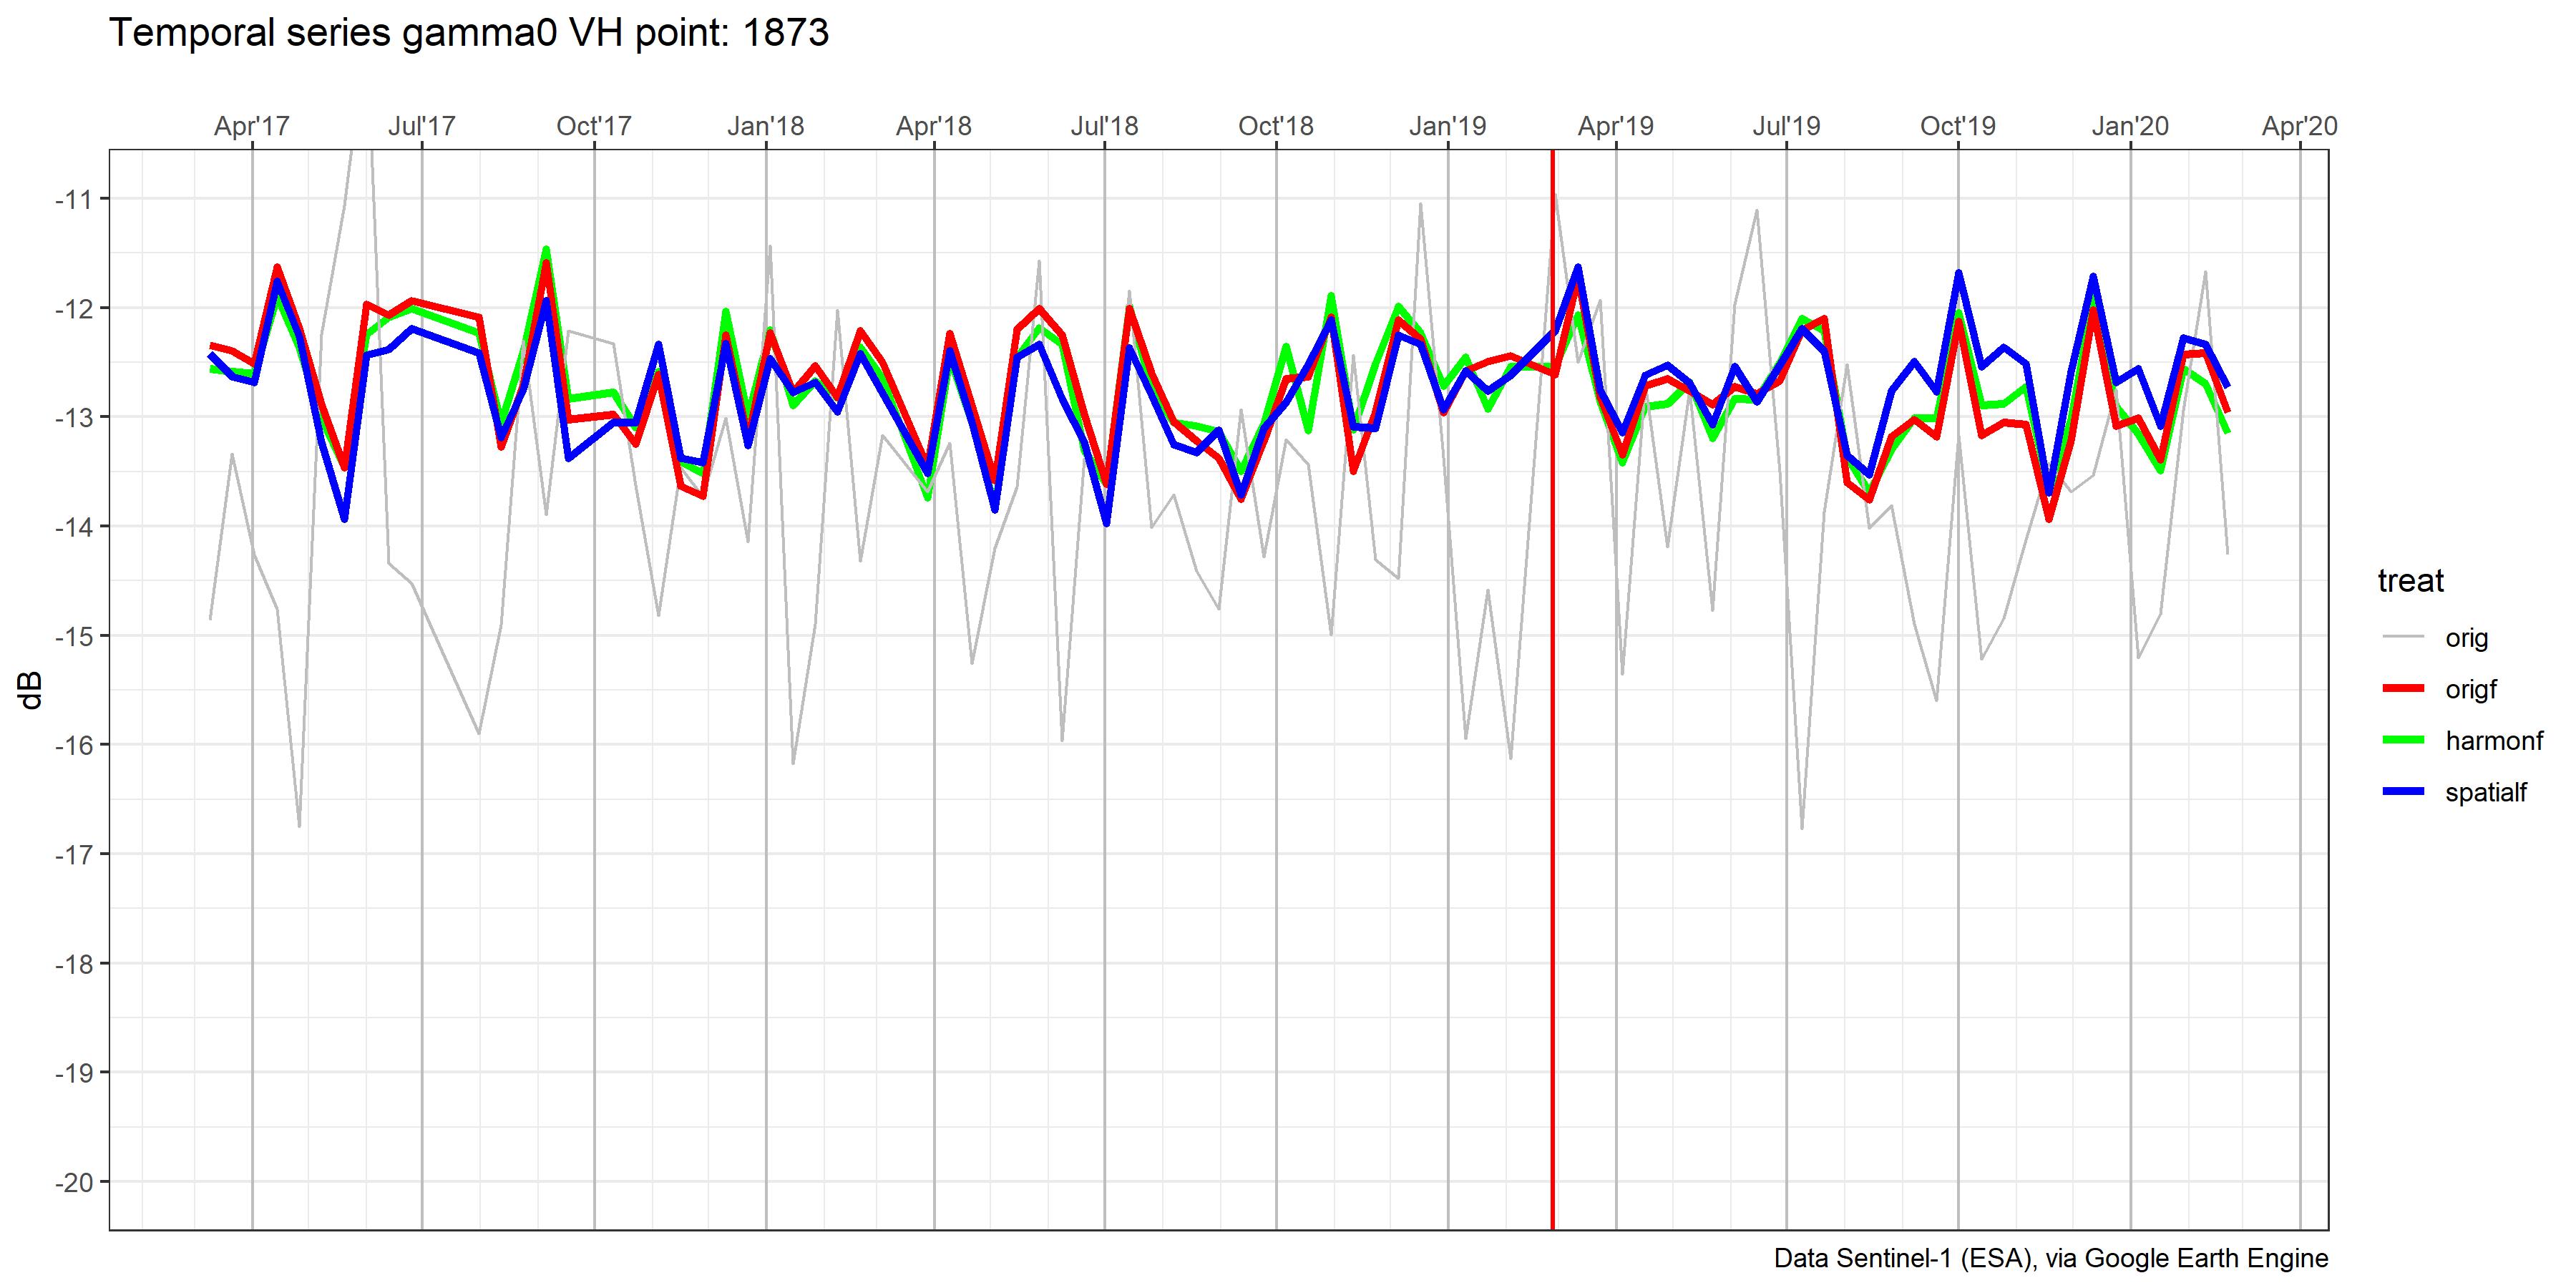 Temporal series gamma0 VH point: 1873
Apr'17 Jul'17 Oct'17 Jan'18 Apr'18 Jul'18 Oct'18 Jan'19 Apr'19 Jul'19 Oct'19 Jan'20 Apr'20
-11
-12
-13
-14
-15
-16
-17
-18
-19
-20
dB
treat
orig
origf
harmonf
spatialf
Data Sentinel-1 (ESA), via Google Earth Engine